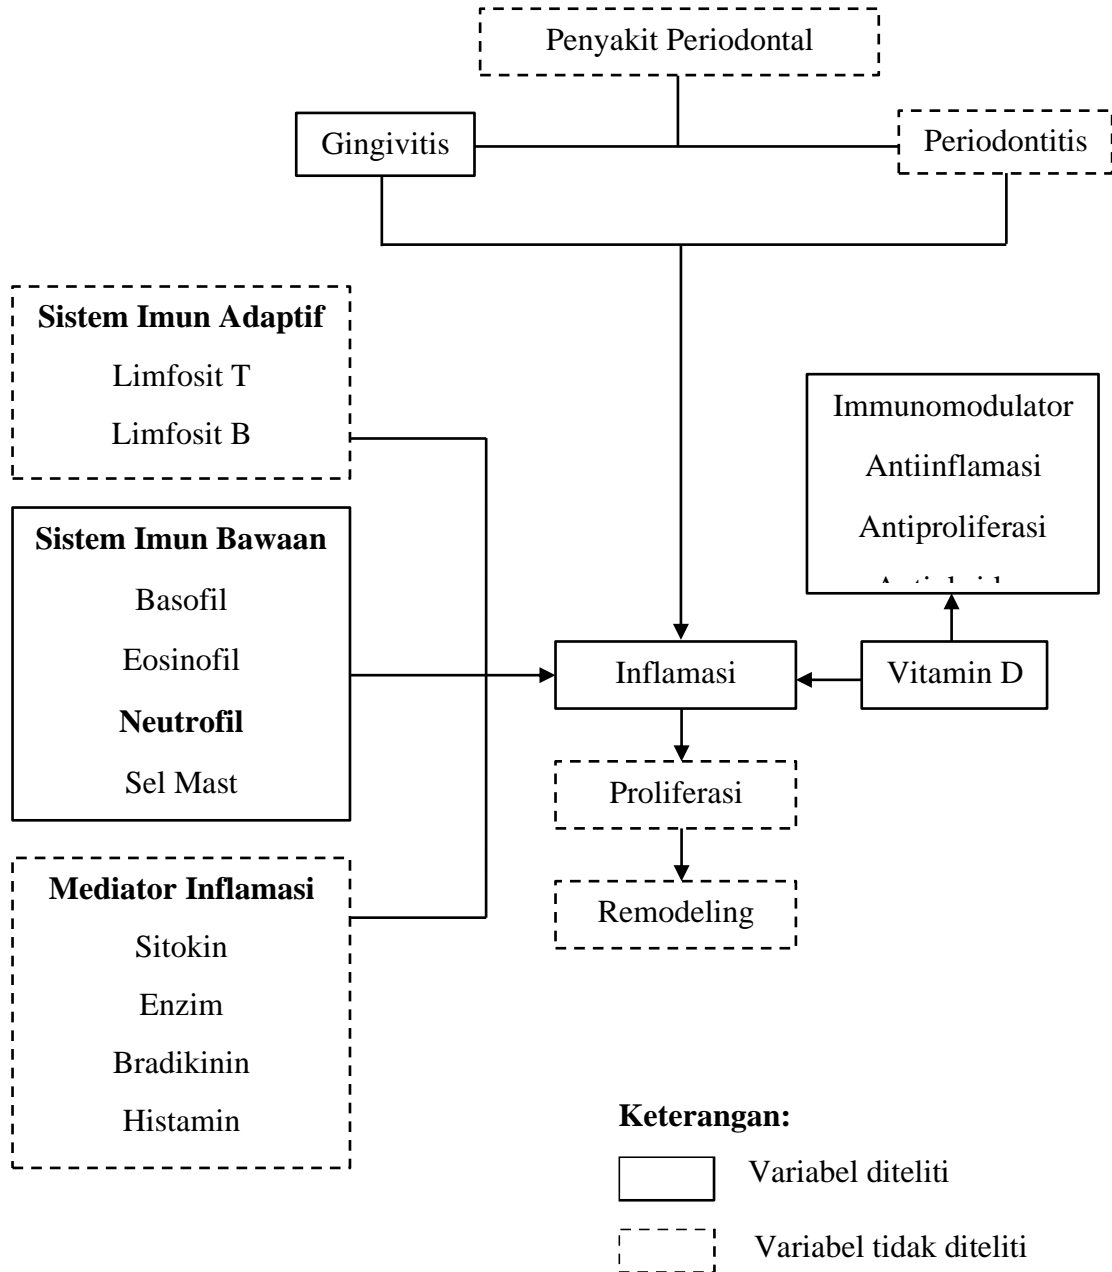 Penyakit Periodontal
Gingivitis
Periodontitis
Sistem Imun Adaptif
Limfosit T
Limfosit B
Immunomodulator
Antiinflamasi
Antiproliferasi
Sistem Imun Bawaan
Basofil
Eosinofil
Neutrofil
Sel Mast
Inflamasi
Vitamin D
Proliferasi
Remodeling
Mediator Inflamasi
Sitokin
Enzim
Bradikinin
Histamin
Keterangan:
Variabel diteliti
Variabel tidak diteliti